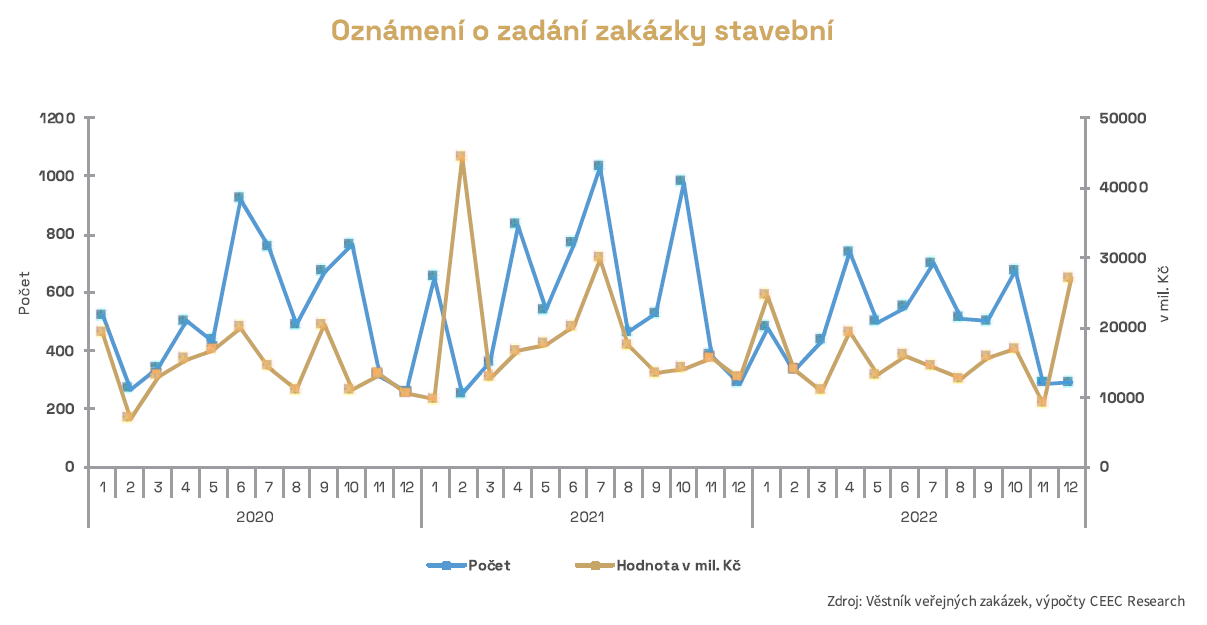 Oznámení o zadání zakázky stavební
Počet
1200
1000
800
600
400
200
0
50000
40000
30000
20000
10000
0
v mil. Kč
1 2 3 4 5 6 7 8 9 10 11 12 1 2 3 4 5 6 7 8 9 10 11 12 1 2 3 4 5 6 7 8 9 10 11 12
2020 2021 2022
Počet Hodnota v mil. Kč
Zdroj: Věstník veřejných zakázek, výpočty CEEC Research